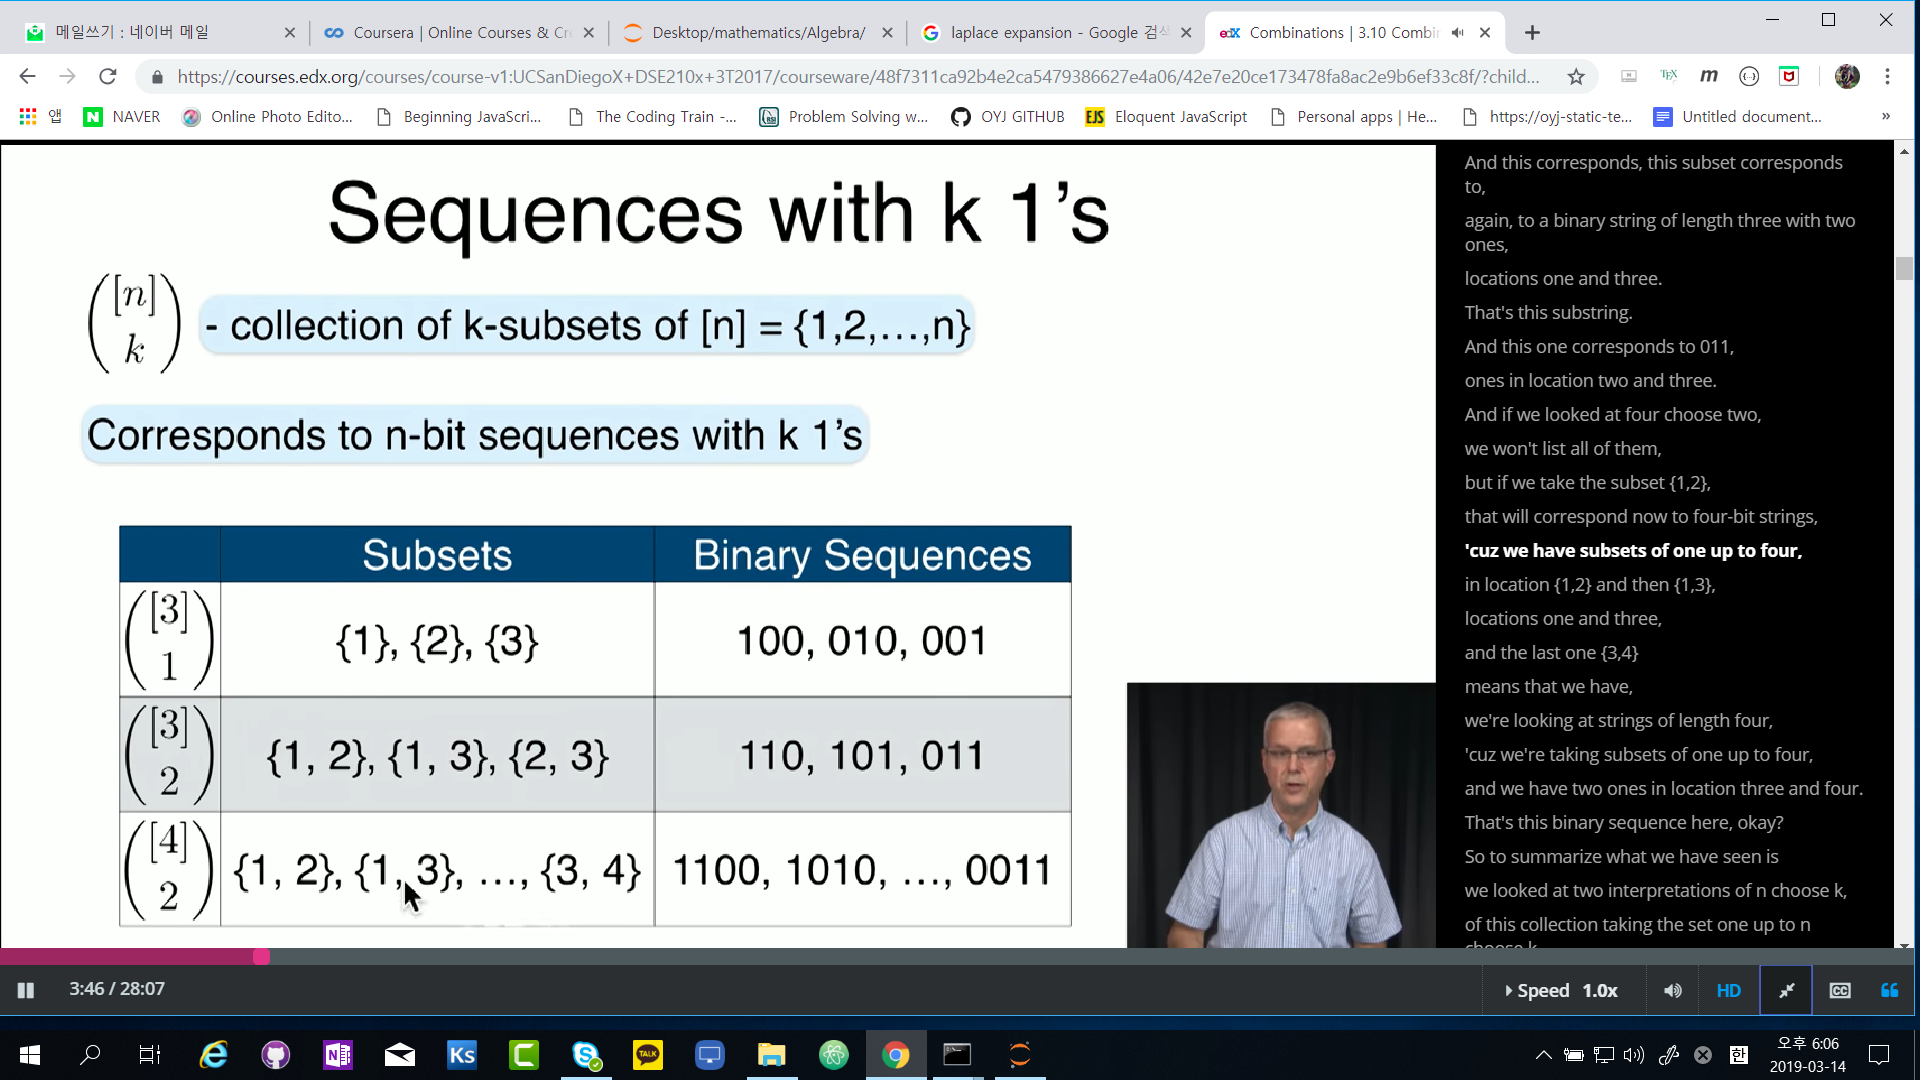 메일쓰기 : 네이버 메일
Coursera | Online Courses & Cr
Desktop/mathematics/Algebra/
laplace expansion - Google 검색
Combinations | 3.10 Combin
https://courses.edx.org/courses/course-v1:UCSanDiegoX+DSE210x+3T2017/courseware/48f7311ca92b4e2ca5479386627e4a06/42e7e20ce173478fa8ac2e9b6ef33c8f/?child...
앱
NAVER
Online Photo Edito...
Beginning JavaScri...
The Coding Train -...
Problem Solving w...
OYJ GITHUB
EJS Eloquent JavaScript
Personal apps | He...
https://oyj-static-te...
Untitled document...
»
Sequences with k 1's
([n] k) - collection of k-subsets of [n] = {1,2,...,n}
Corresponds to n-bit sequences with k 1's
Subsets Binary Sequences
([3] 1) {1}, {2}, {3} 100, 010, 001
([3] 2) {1, 2}, {1, 3}, {2, 3} 110, 101, 011
([4] 2) {1, 2}, {1, 3}, ..., {3, 4} 1100, 1010, ..., 0011
And this corresponds, this subset corresponds
to,
again, to a binary string of length three with two
ones,
locations one and three.
That's this substring.
And this one corresponds to 011,
ones in location two and three.
And if we looked at four choose two,
we won't list all of them,
but if we take the subset {1,2},
that will correspond now to four-bit strings,
'cuz we have subsets of one up to four,
in location {1,2} and then {1,3},
locations one and three,
and the last one {3,4}
means that we have,
we're looking at strings of length four,
'cuz we're taking subsets of one up to four,
and we have two ones in location three and four.
That's this binary sequence here, okay?
So to summarize what we have seen is
we looked at two interpretations of n choose k,
of this collection taking the set one up to n
choose k
3:46 / 28:07
Speed 1.0x
HD
CC
오후 6:06
2019-03-14
한